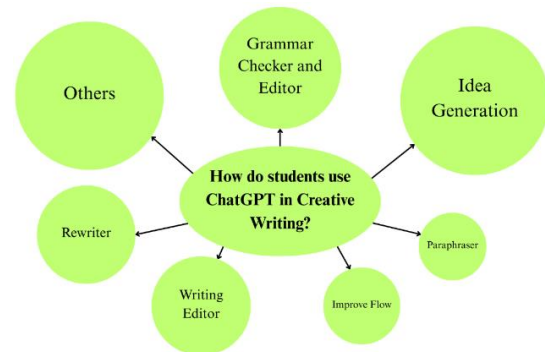 Grammar
Checker and
Editor
Others
Idea
Generation
How do students use
ChatGPT in Creative
Writing?
Rewriter
Paraphraser
Writing
Editor
Improve Flow